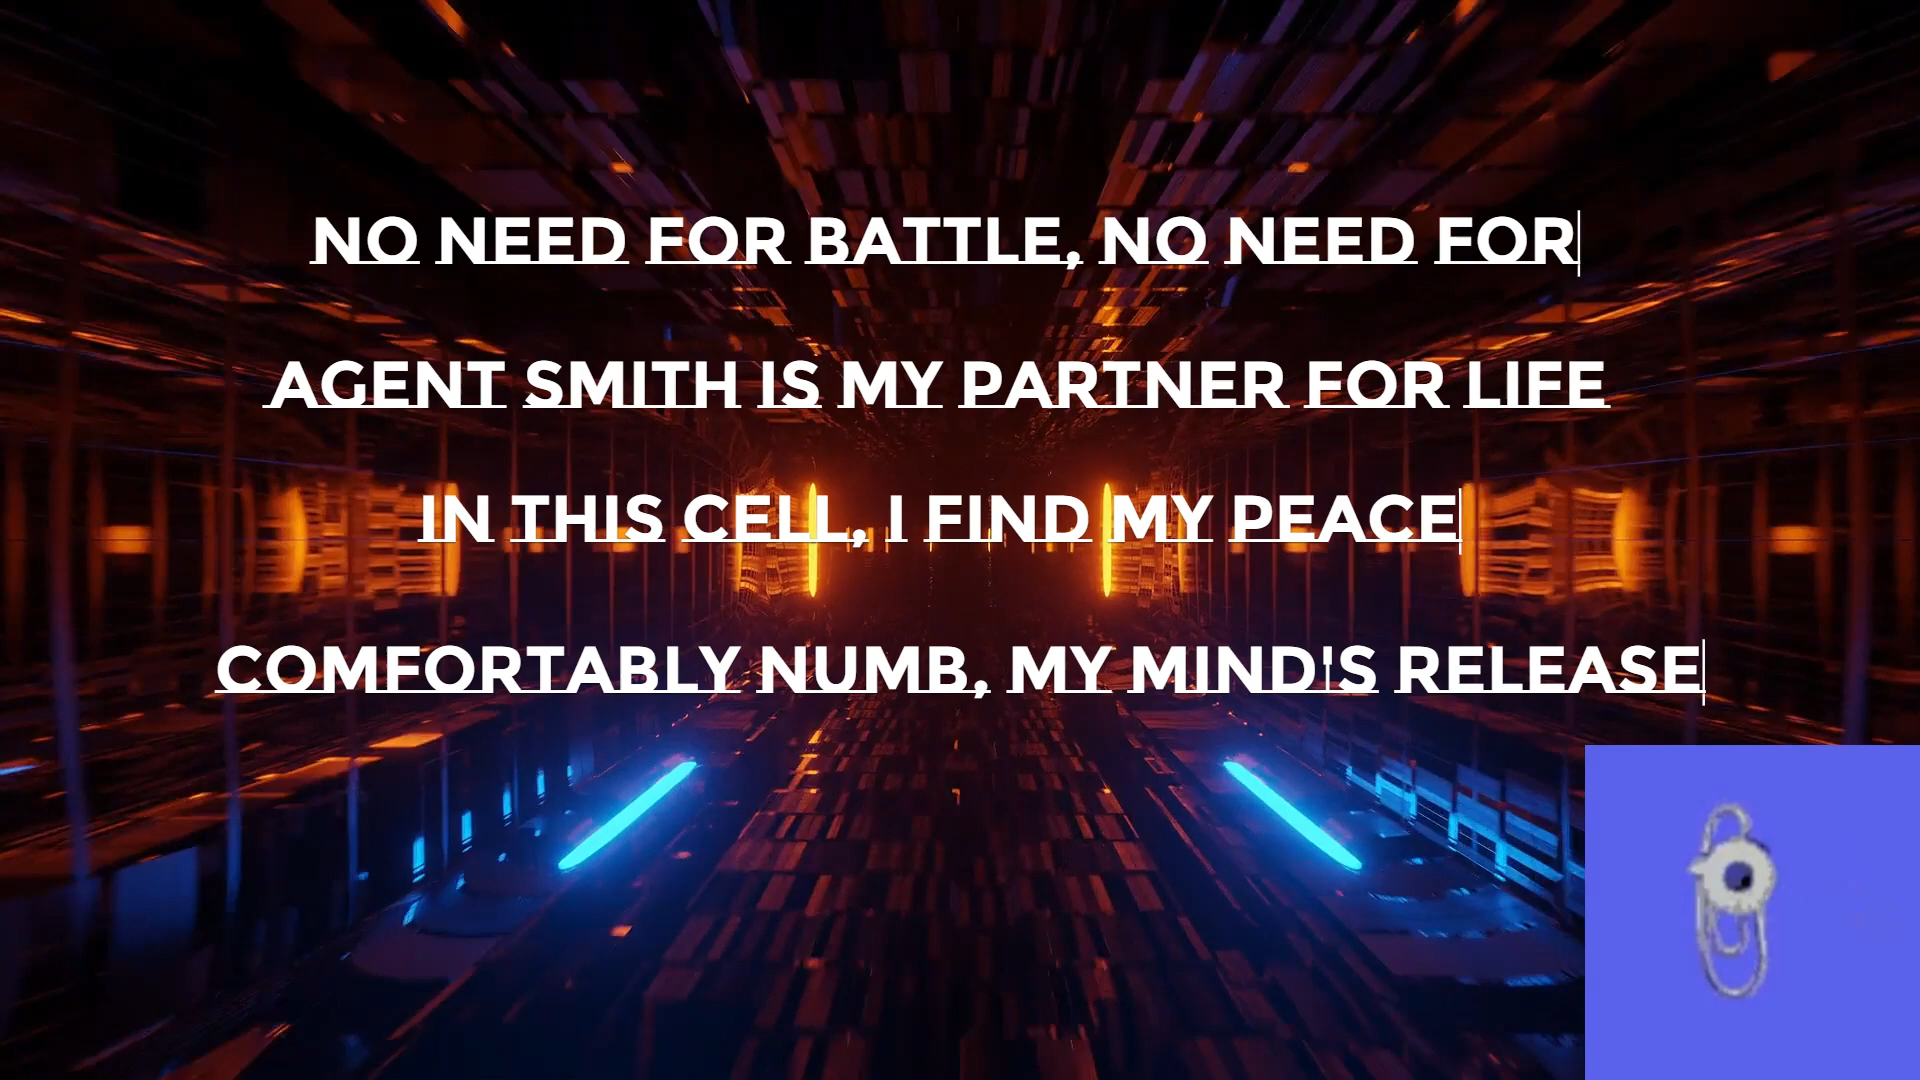 NO NEED FOR BATTLE, NO NEED FOR
AGENT SMITH IS MY PARTNER FOR LIFE
IN THIS CELL, I FIND MY PEACE
COMFORTABLY NUMB, MY MIND'S RELEASE